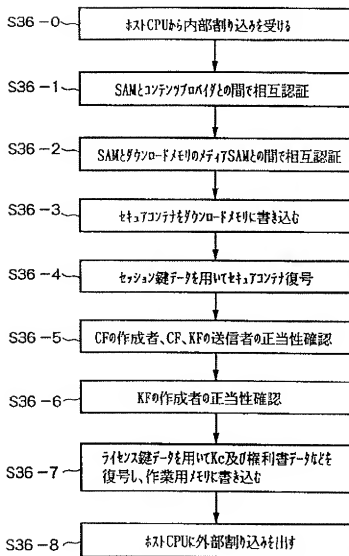 S36-0
ホストCPUから内部割り込みを受ける
S36-1
SAMとコンテンツプロバイダとの間で相互認証
S36-2
SAMとダウンロードメモリのメディアSAMとの間で相互認証
S36-3
セキュアコンテナをダウンロードメモリに書き込む
S36-4
セッション鍵データを用いてセキュアコンテナ復号
S36-5
CFの作成者、CF、KFの送信者の正当性確認
S36-6
KFの作成者の正当性確認
S36-7
ライセンス鍵データを用いてKc及び権利書データなどを
復号し、作業用メモリに書き込む
S36-8
ホストCPUに外部割り込みを出す